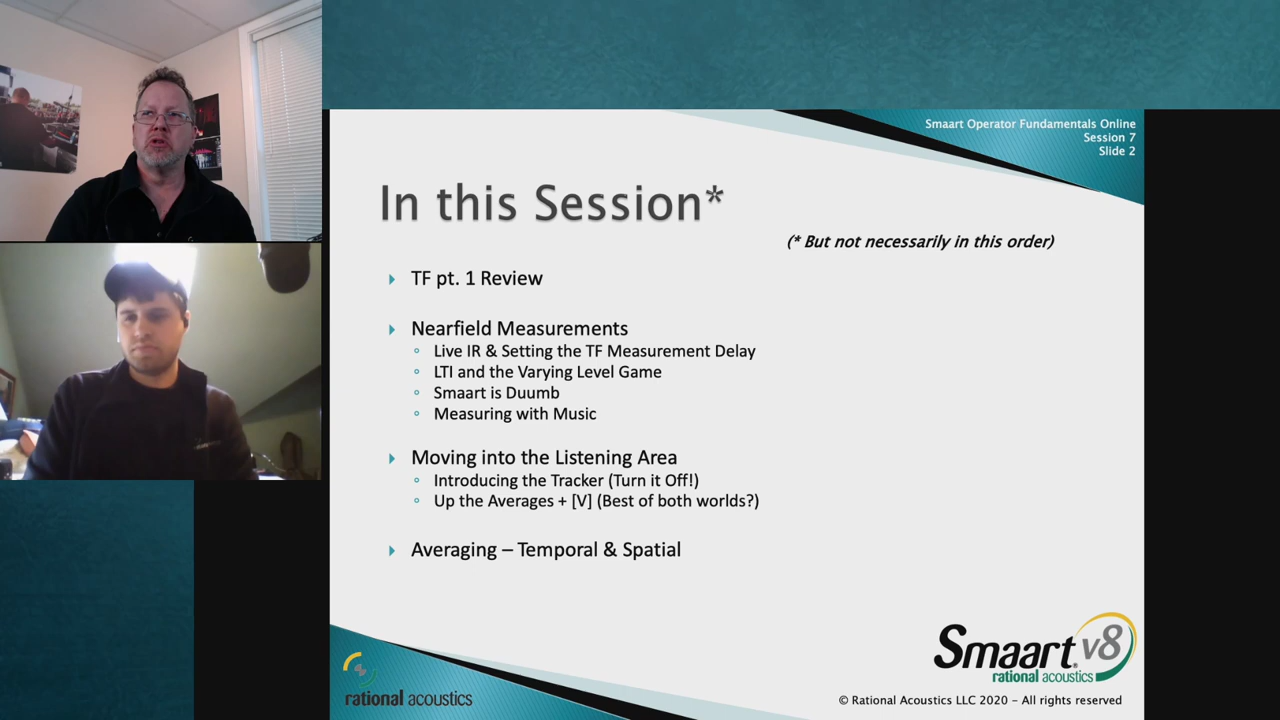 Smaart Operator Fundamentals Online
Session 7
Slide 2
In this Session*
(* But not necessarily in this order)
TF pt. 1 Review
Nearfield Measurements
Live IR & Setting the TF Measurement Delay
LTI and the Varying Level Game
Smaart is Duumb
Measuring with Music
Moving into the Listening Area
Introducing the Tracker (Turn it Off!)
Up the Averages + [V] (Best of both worlds?)
Averaging – Temporal & Spatial
Smaart® v8
rational acoustics
rational acoustics
© Rational Acoustics LLC 2020 – All rights reserved